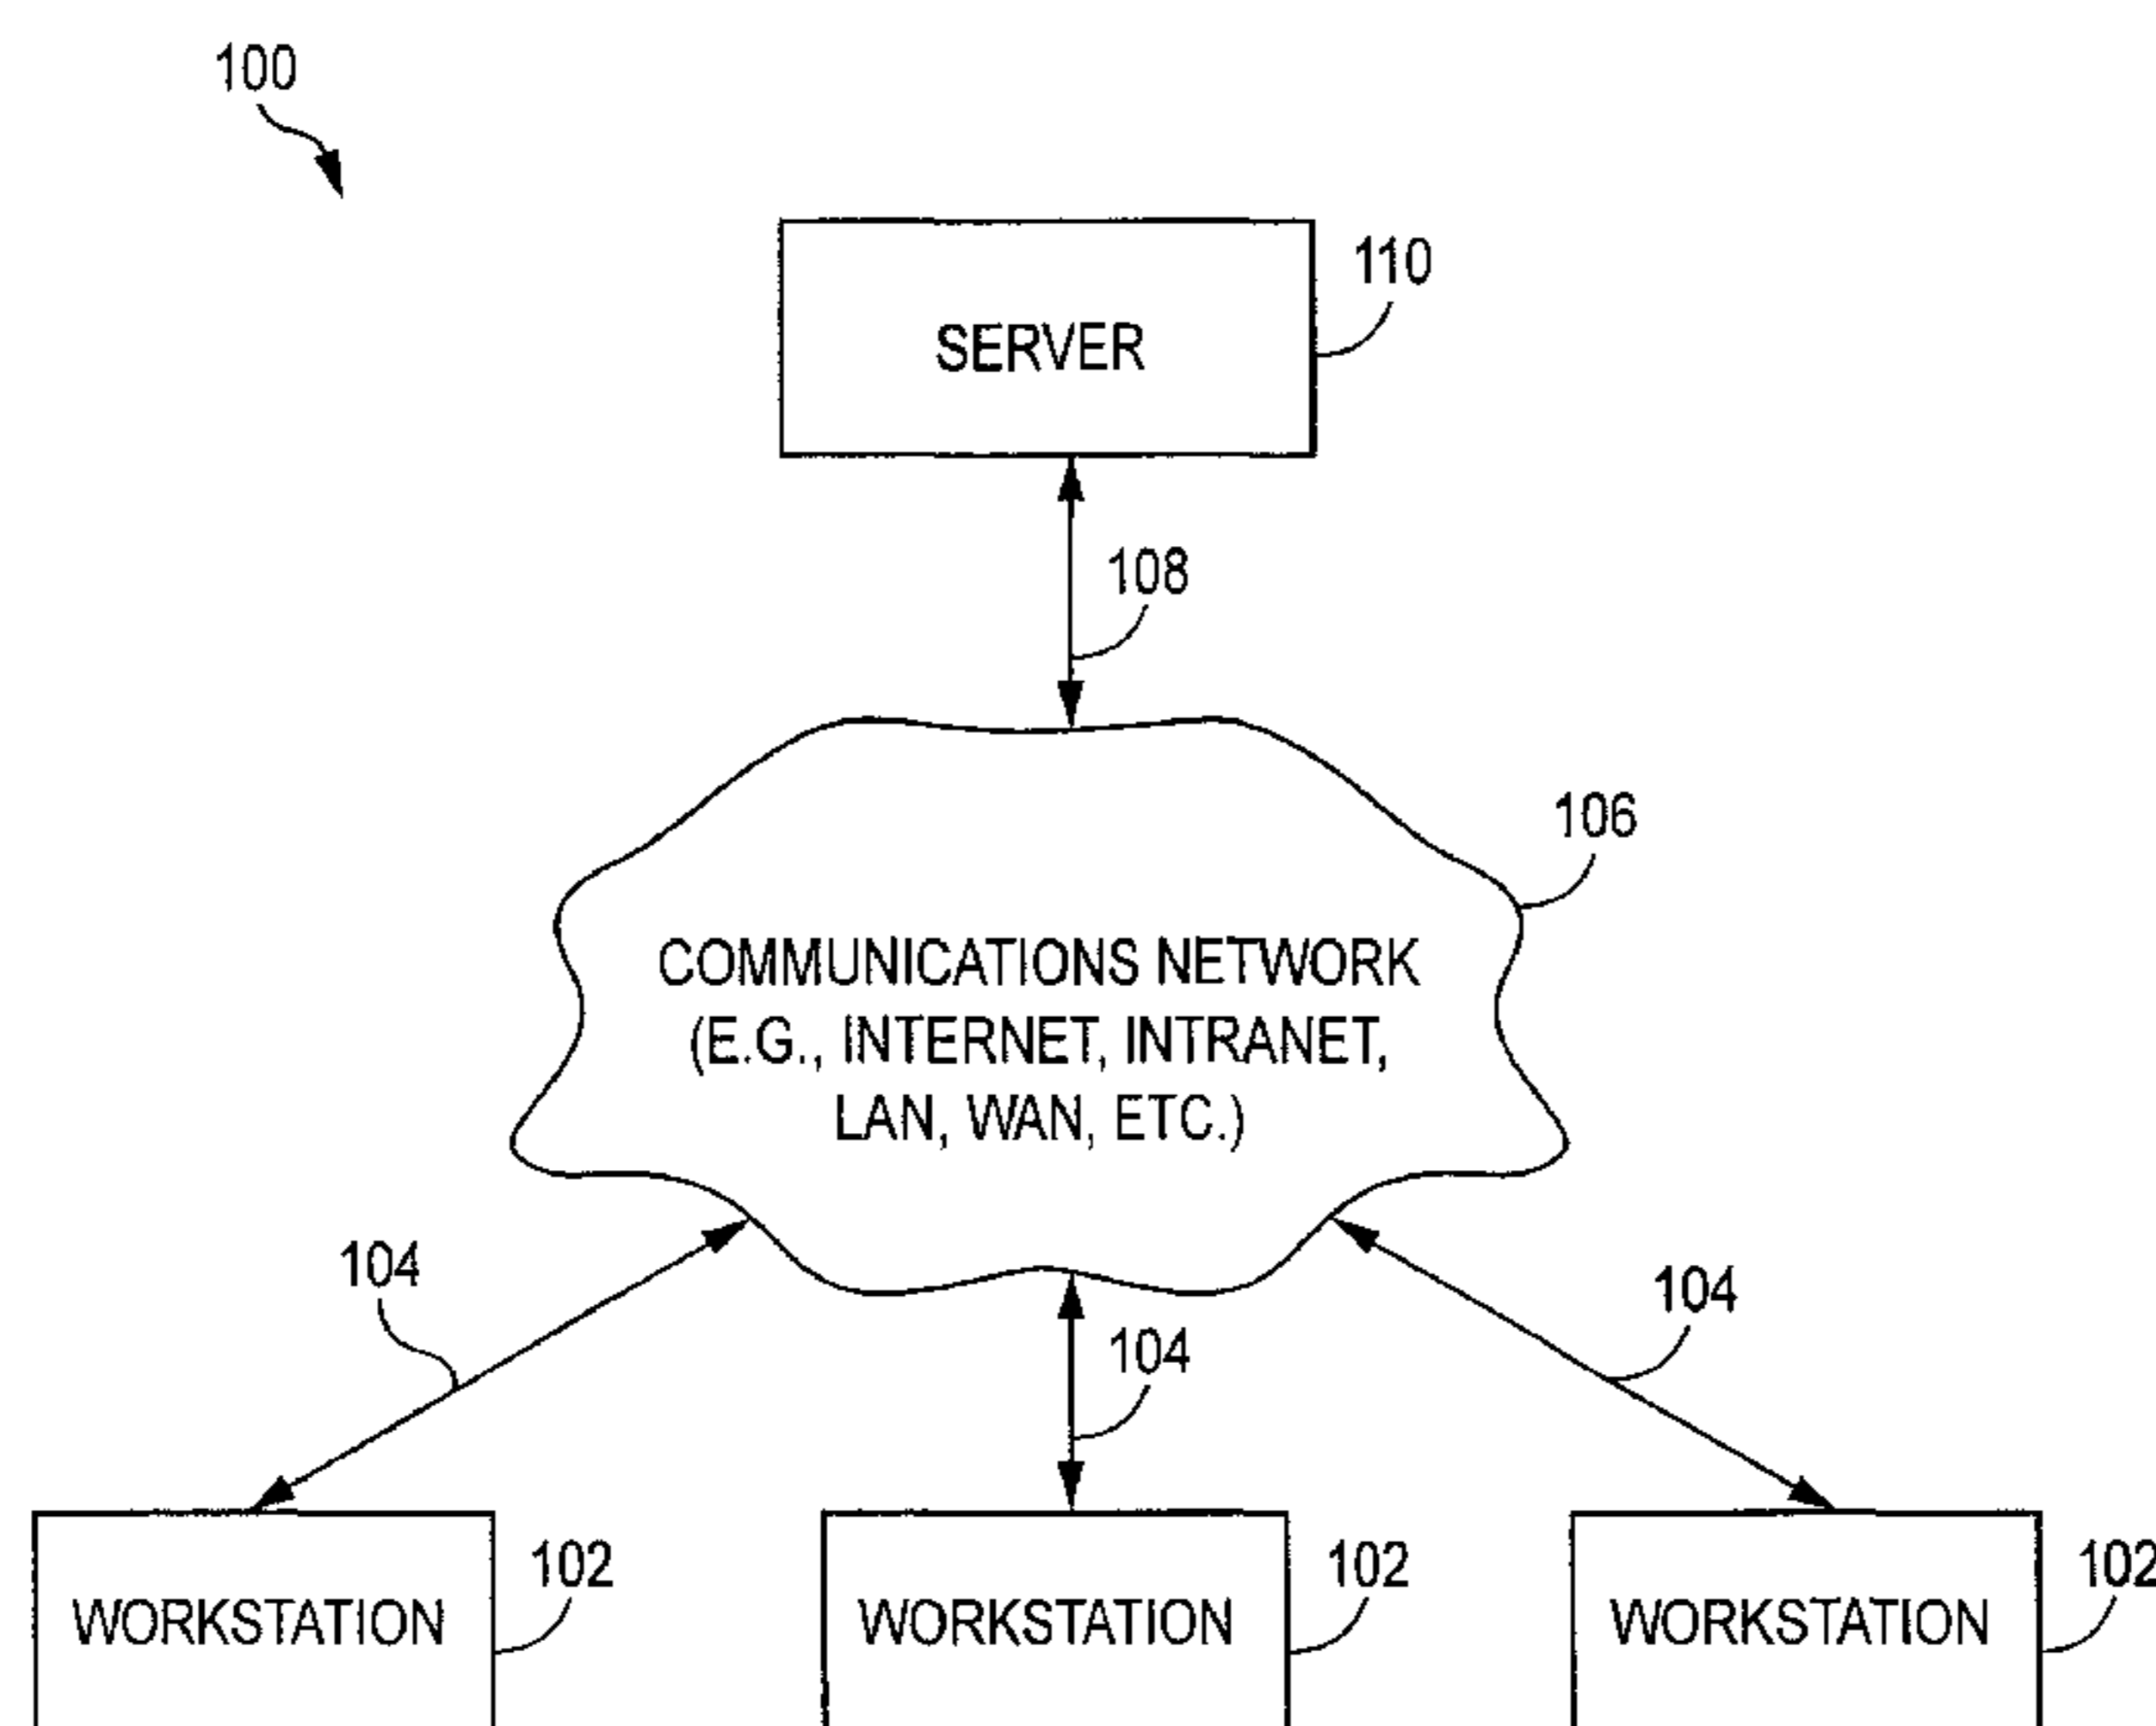 100
110
SERVER
108
106
COMMUNICATIONS NETWORK
(E.G., INTERNET, INTRANET,
LAN, WAN, ETC.)
104
104
104
102
102
102
WORKSTATION
WORKSTATION
WORKSTATION